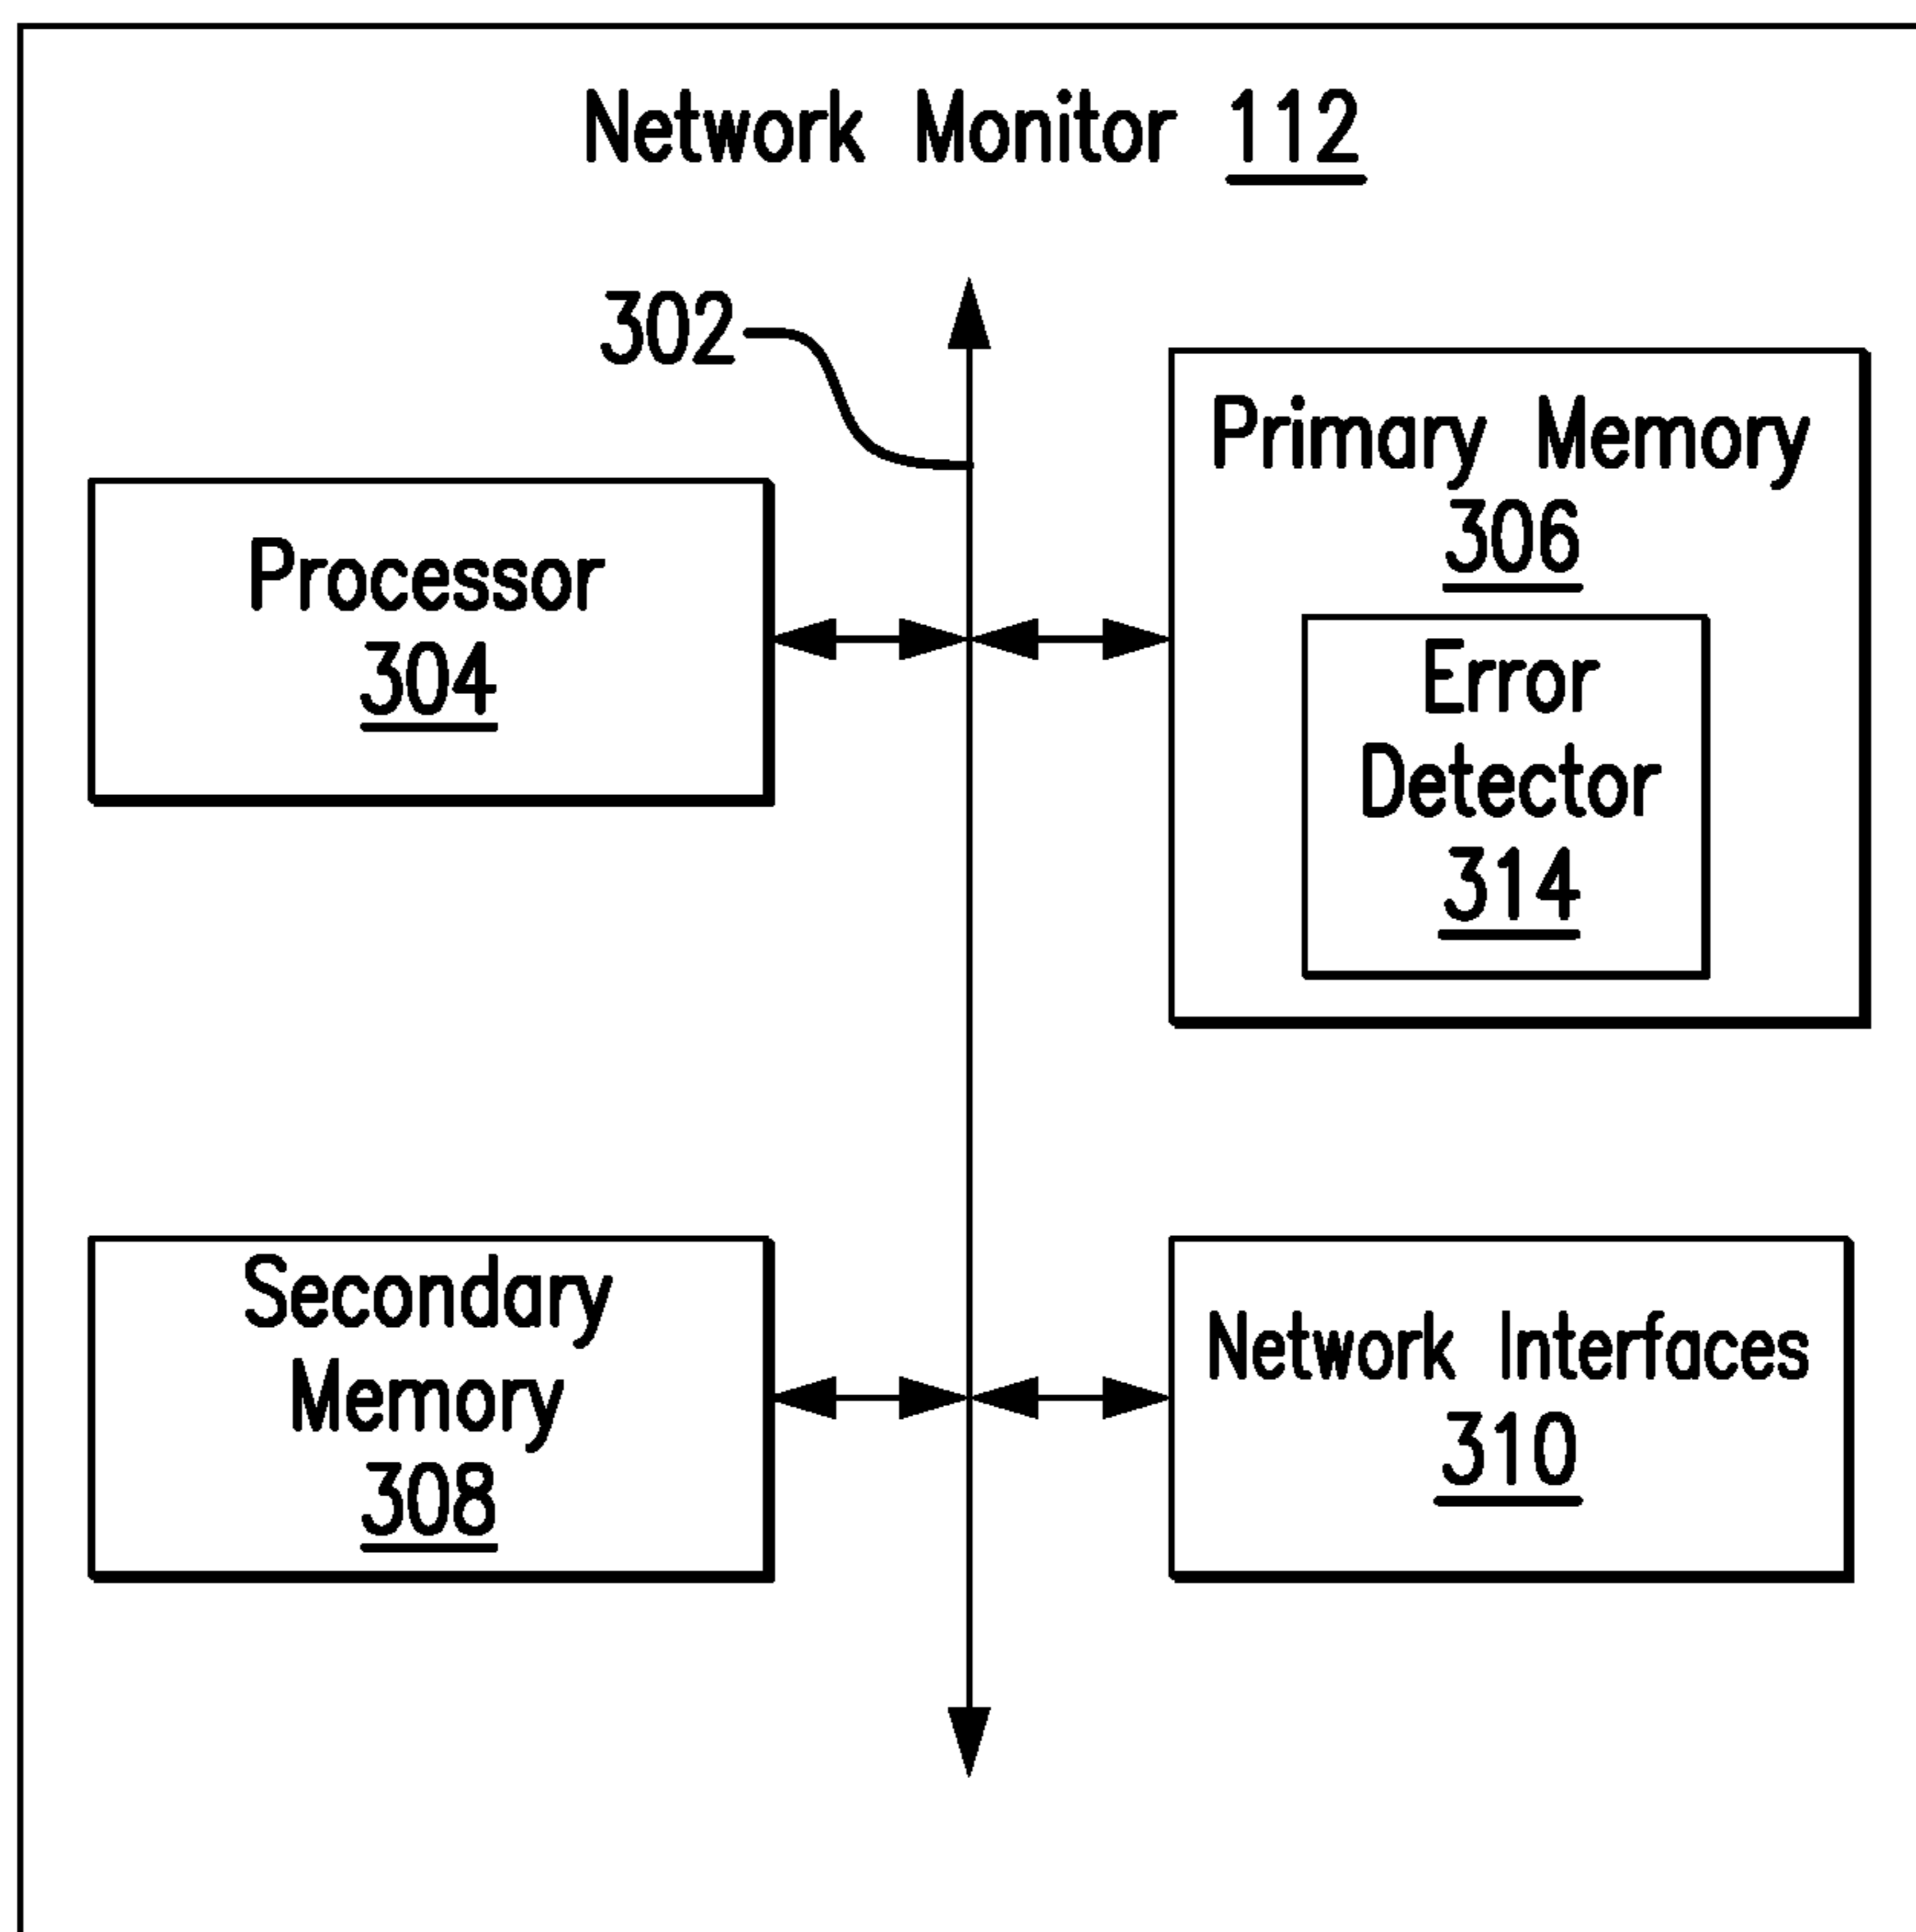 Network Monitor 112
302
Primary Memory
306
Processor
304
Error
Detector
314
Secondary
Memory
308
Network Interfaces
310